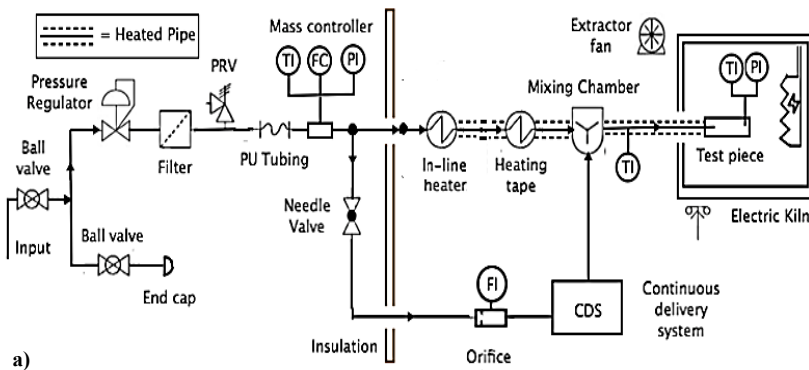 = Heated Pipe
Mass controller
Extractor
fan
TI
FC
PI
Pressure
Regulator
PRV
Mixing Chamber
TI
PI
Ball
valve
Filter
PU Tubing
In-line
heater
Heating
tape
TI
Test piece
Needle
Valve
Electric Kiln
Input
Ball valve
End cap
FI
CDS
Continuous
delivery
system
Insulation
Orifice
a)